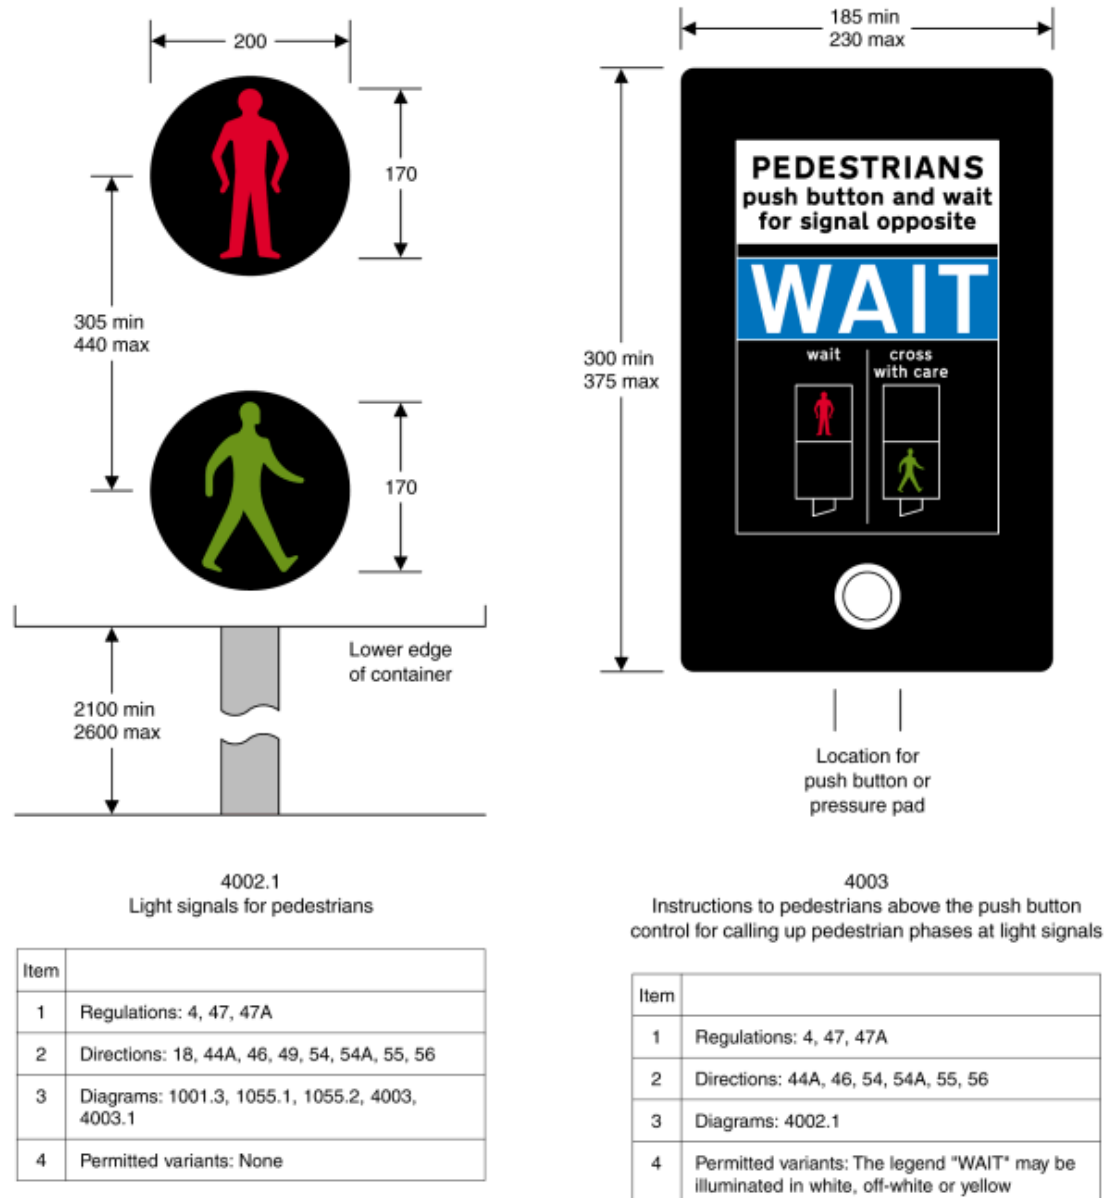 200
170
305 min
440 max
170
Lower edge
of container
2100 min
2600 max
4002.1
Light signals for pedestrians
Item
1 Regulations: 4, 47, 47A
2 Directions: 18, 44A, 46, 49, 54, 54A, 55, 56
3 Diagrams: 1001.3, 1055.1, 1055.2, 4003,
4003.1
4 Permitted variants: None
185 min
230 max
PEDESTRIANS
push button and wait
for signal opposite
WAIT
wait
cross
with care
300 min
375 max
Location for
push button or
pressure pad
4003
Instructions to pedestrians above the push button
control for calling up pedestrian phases at light signals
Item
1 Regulations: 4, 47, 47A
2 Directions: 44A, 46, 54, 54A, 55, 56
3 Diagrams: 4002.1
4 Permitted variants: The legend "WAIT" may be
illuminated in white, off-white or yellow